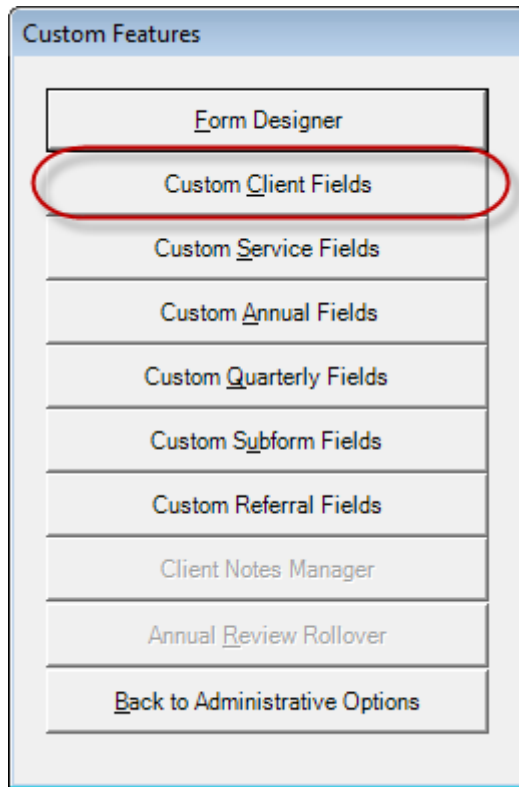 Custom Features
Form Designer
Custom Client Fields
Custom Service Fields
Custom Annual Fields
Custom Quarterly Fields
Custom Subform Fields
Custom Referral Fields
Client Notes Manager
Annual Review Rollover
Back to Administrative Options